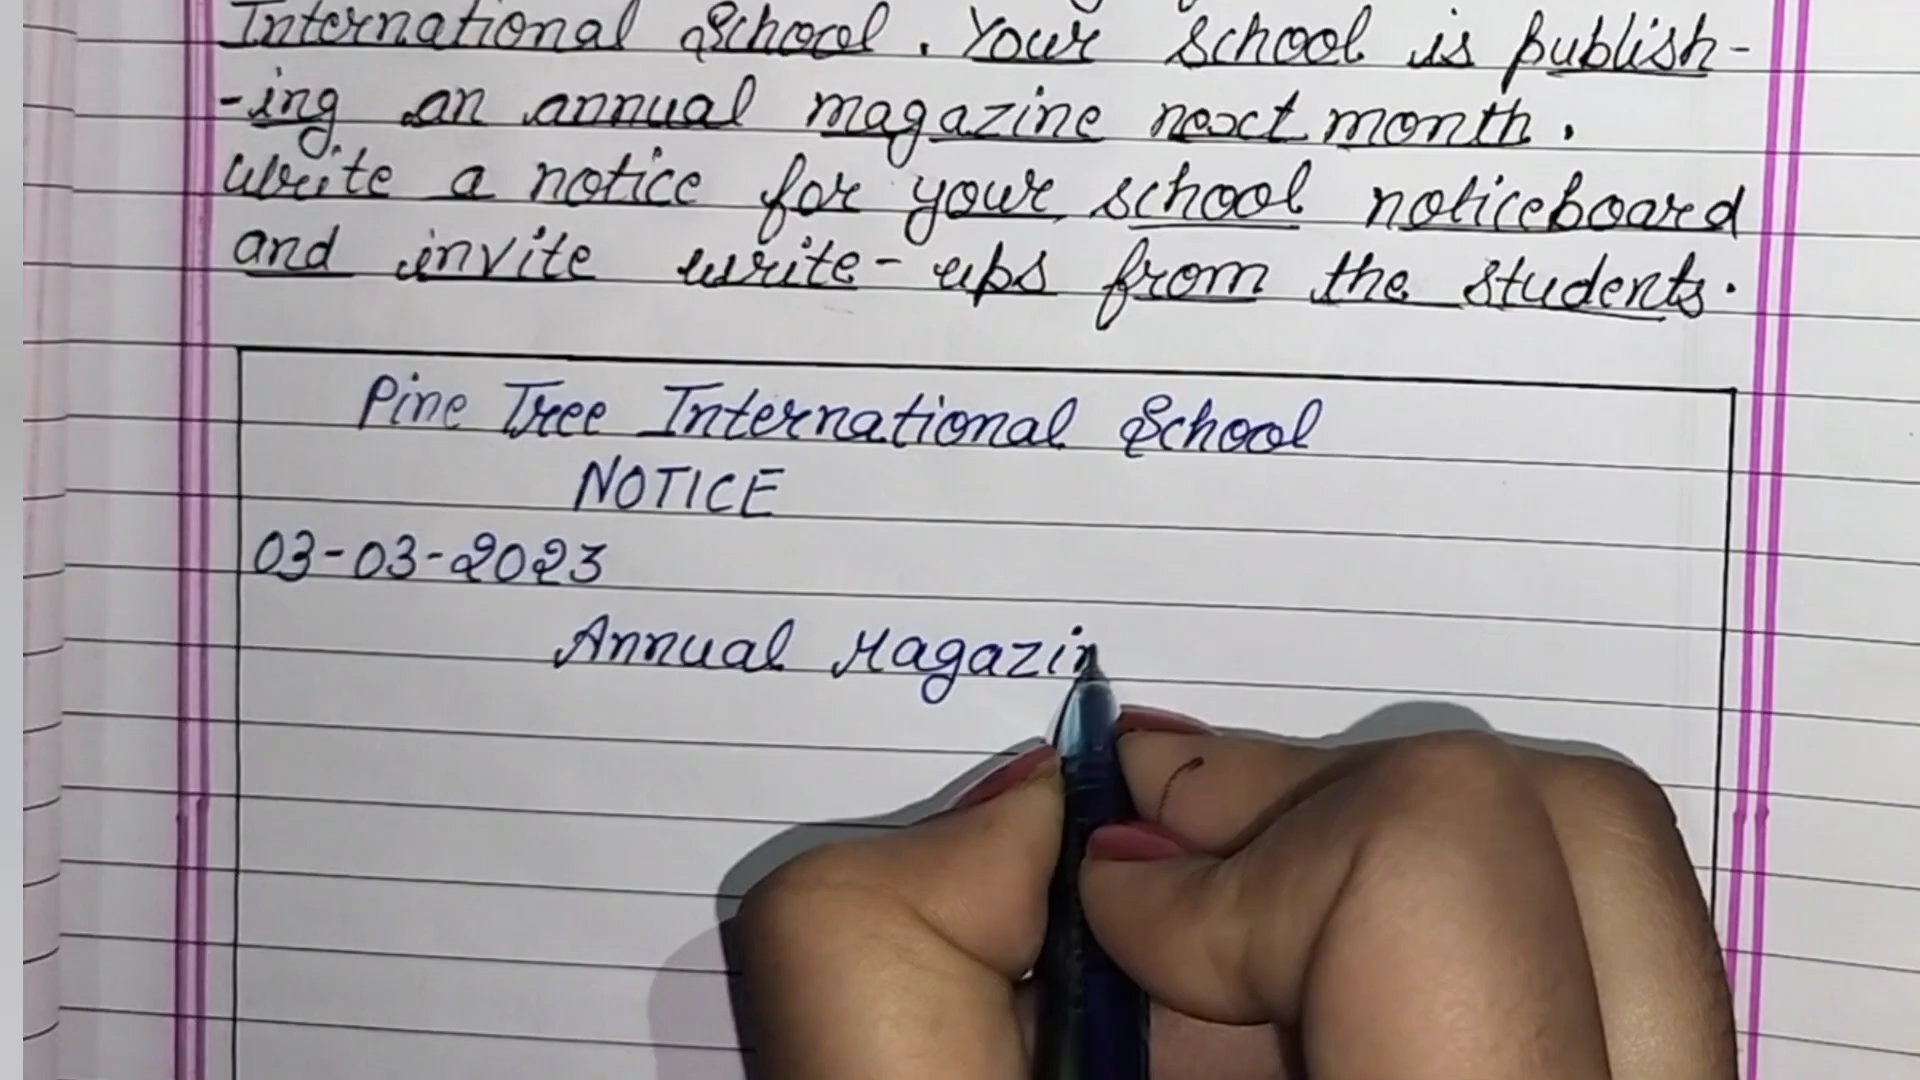 International School. Your school is publish-
-ing an annual magazine next month.
Write a notice for your school noticeboard
and invite write-ups from the students.
Pine Tree International School
NOTICE
03-03-2023
Annual Magazin